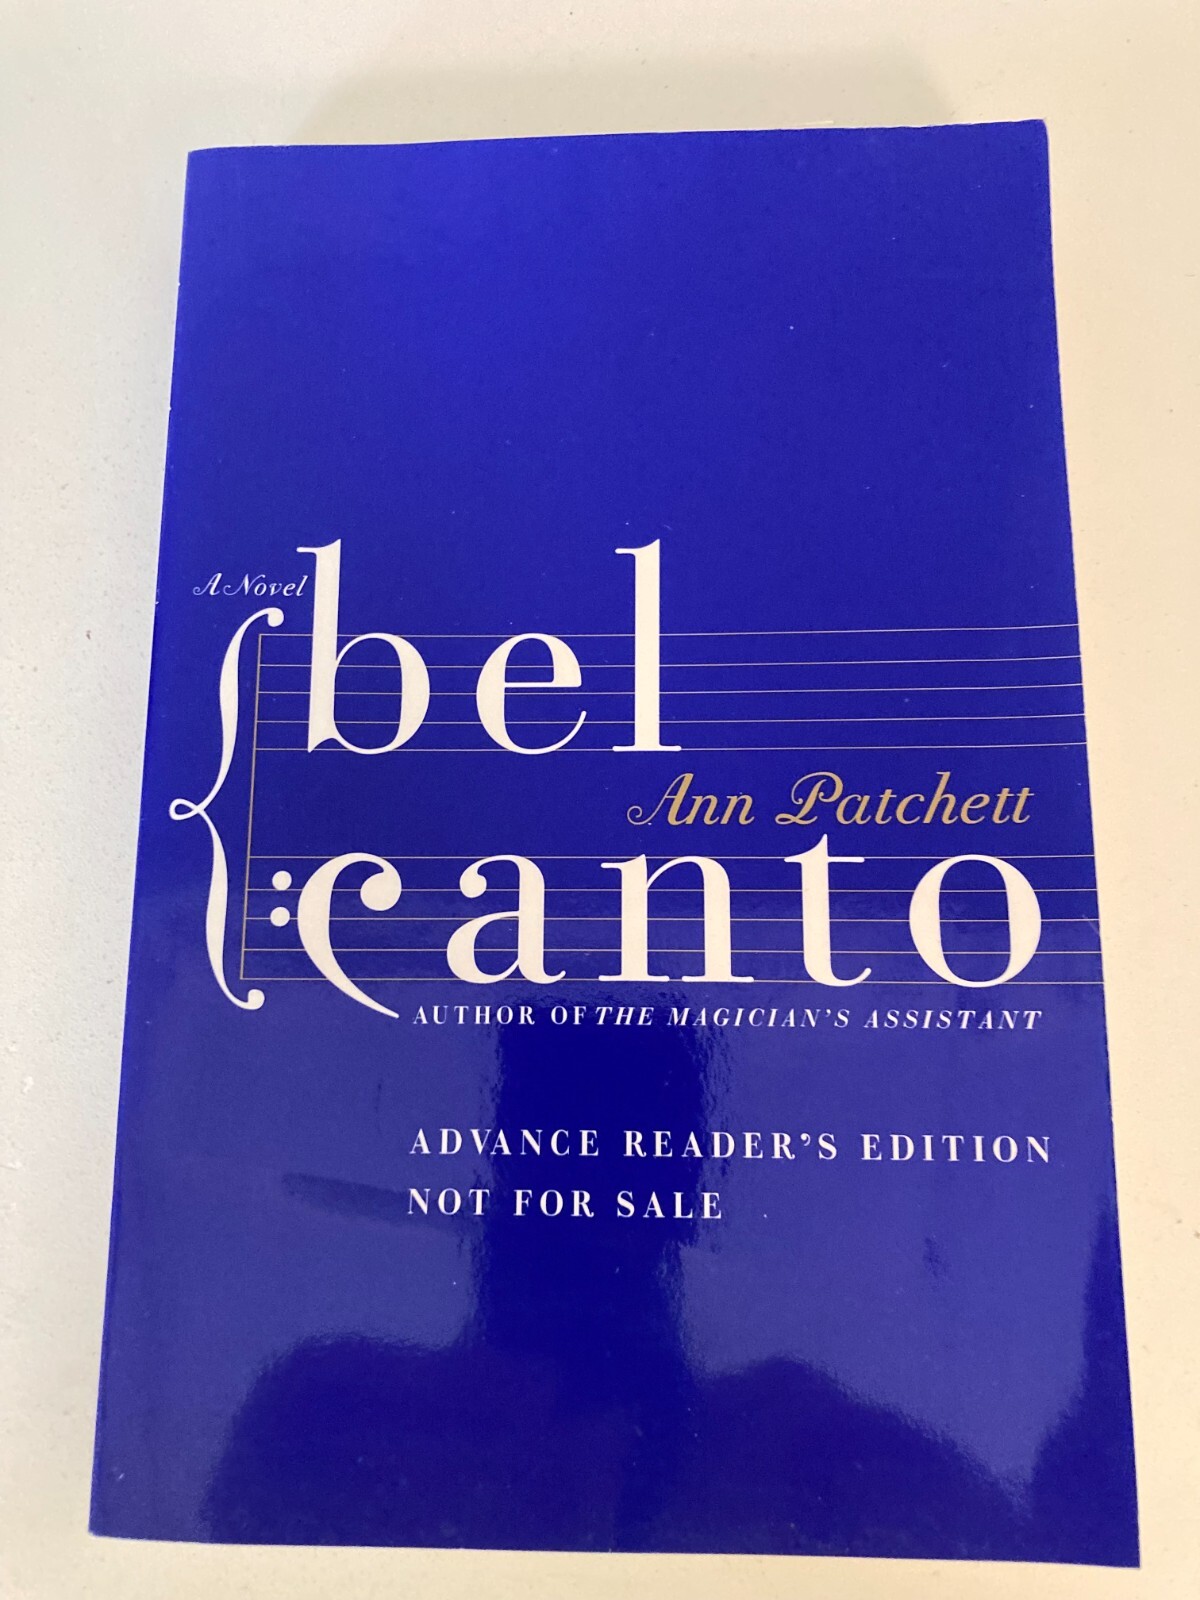 A Novel
bel
Ann Patchett
canto
AUTHOR OF THE MAGICIAN'S ASSISTANT
ADVANCE READER'S EDITION
NOT FOR SALE